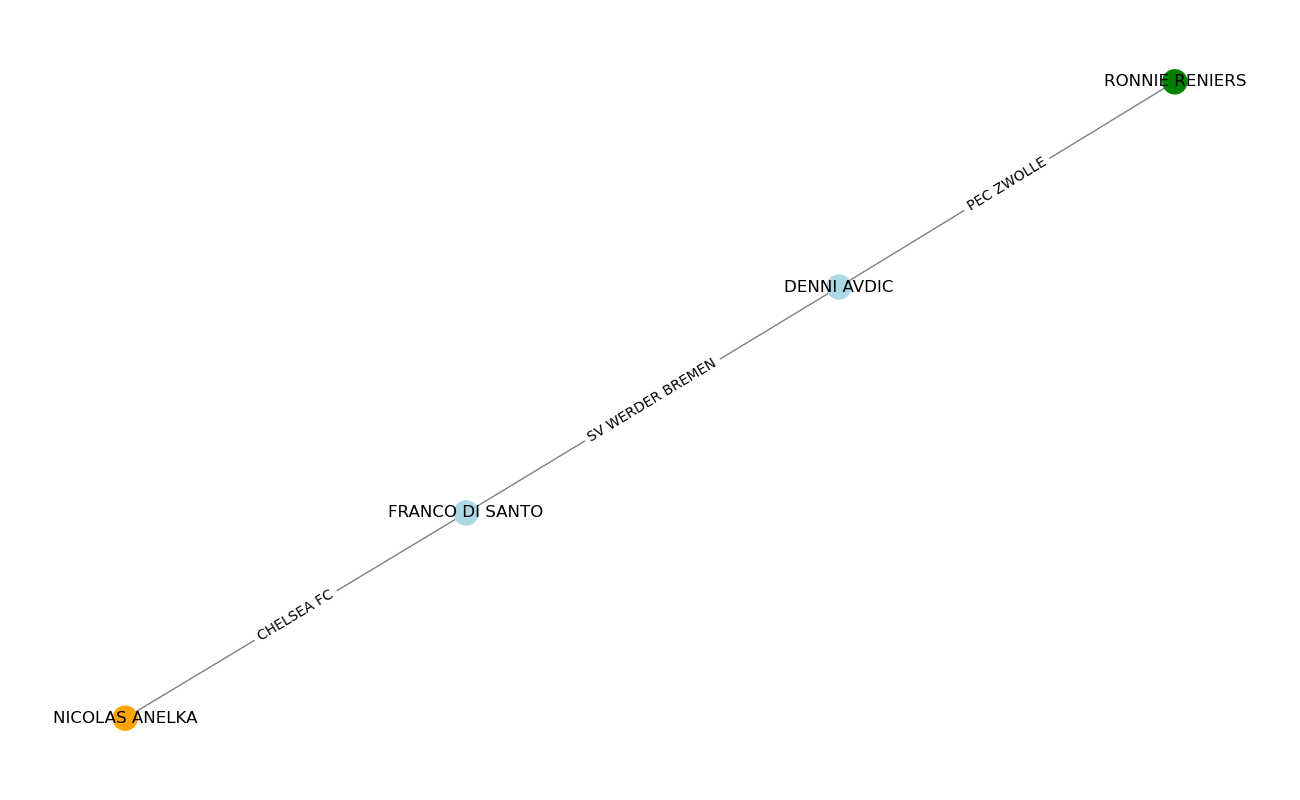 RONNIE RENIERS
PEC ZWOLLE
DENNI AVDIC
SV WERDER BREMEN
FRANCO DI SANTO
CHELSEA FC
NICOLAS ANELKA